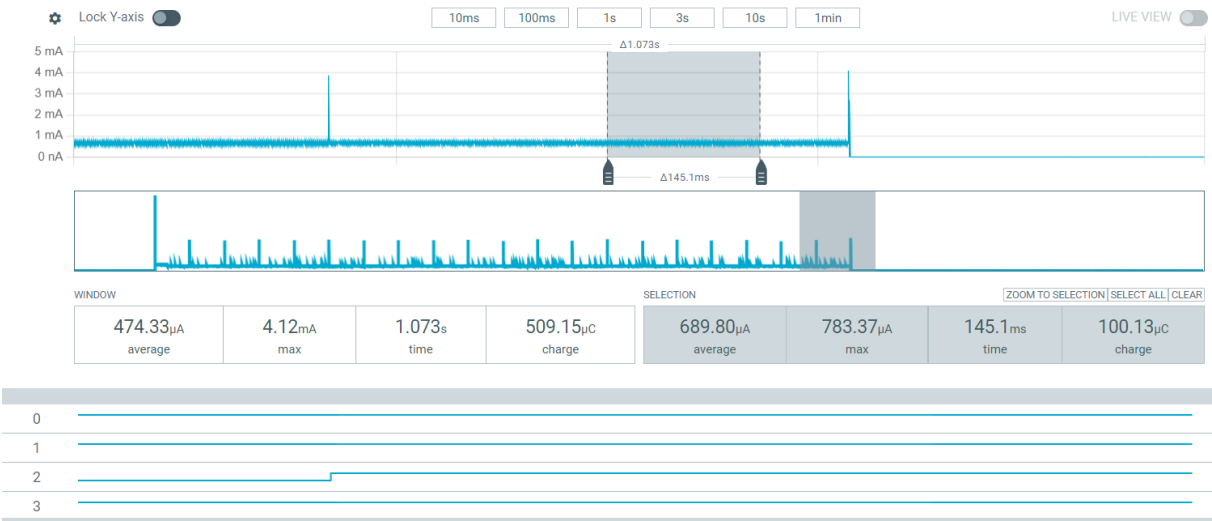 Lock Y-axis 10ms 100ms 1s 3s 10s 1min LIVE VIEW
Δ1.073s
5 mA
4 mA
3 mA
2 mA
1 mA
0 nA
Δ145.1ms
WINDOW SELECTION ZOOM TO SELECTION SELECT ALL CLEAR
474.33µA 4.12mA 1.073s 509.15µC 689.80µA 783.37µA 145.1ms 100.13µC
average max time charge average max time charge
0
1
2
3